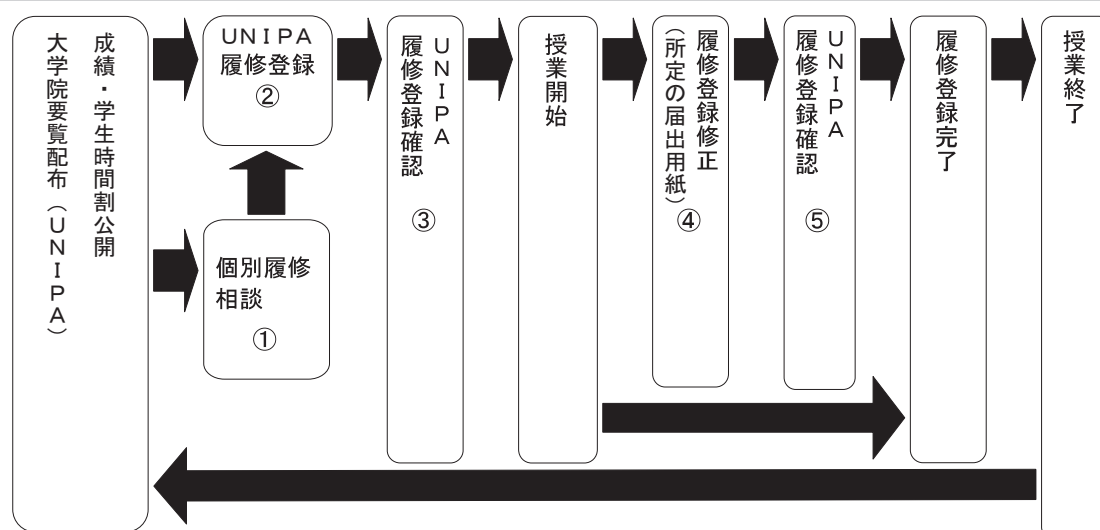 成績・学生時間割公開
大学院要覧配布（ＵＮＩＰＡ）
ＵＮＩＰＡ
履修登録
②
個別履修
相談
①
ＵＮＩＰＡ
履修登録確認
③
授業開始
履修登録修正
（所定の届出用紙）
④
ＵＮＩＰＡ
履修登録確認
⑤
履修登録完了
授業終了